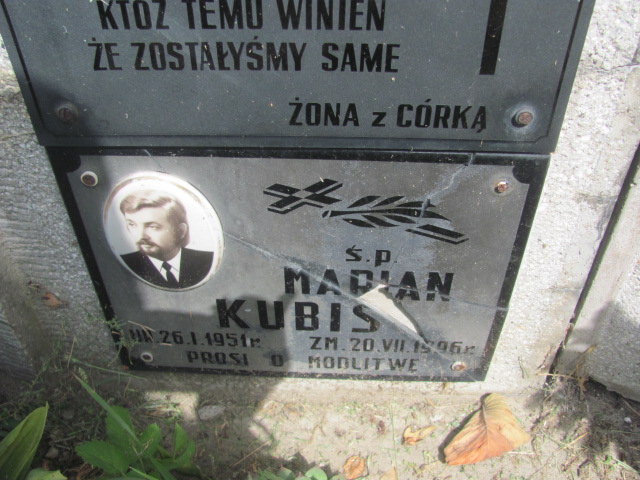 KTÓŻ TEMU WINIEN
ŻE ZOSTAŁYŚMY SAME
ŻONA z CÓRKĄ
ś.p.
MARIAN
KUBIS
UR. 26.I.1951r. ZM. 20.VII.1996r.
PROSI O MODLITWĘ